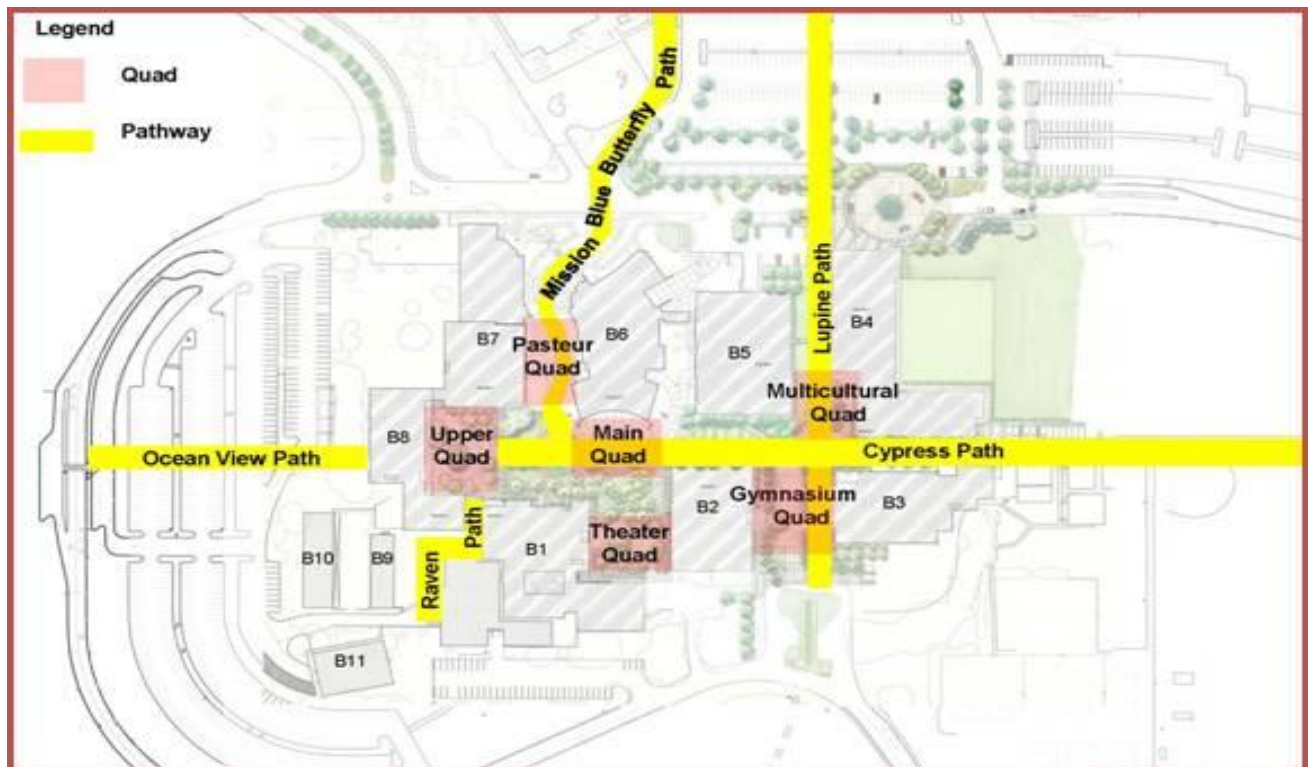 Legend
Quad
Pathway
Mission Blue Butterfly Path
Lupine Path
B4
B7
B6
B5
Pasteur
Quad
Multicultural
Quad
B8
Upper
Quad
Main
Quad
Ocean View Path
Cypress Path
Gymnasium
Quad
B2
B3
Theater
Quad
B1
Raven Path
B10
B9
B11